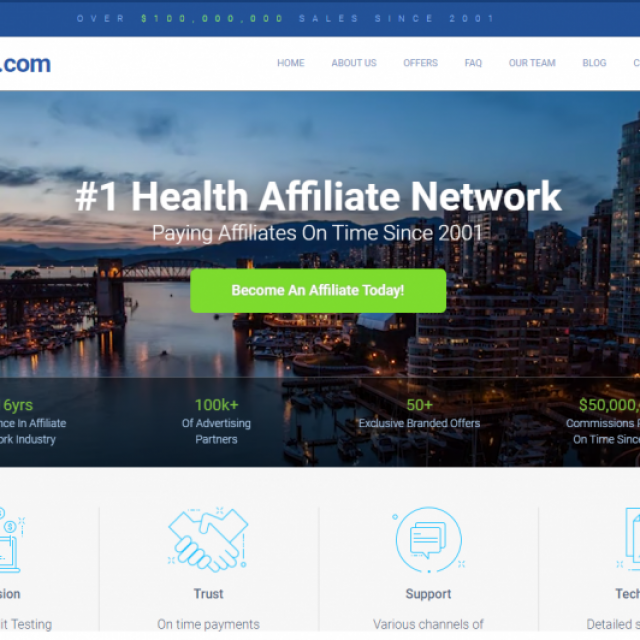 OVER $100,000,000 SALES SINCE 2001
.com
HOME ABOUT US OFFERS FAQ OUR TEAM BLOG C
#1 Health Affiliate Network
Paying Affiliates On Time Since 2001
Become An Affiliate Today!
6yrs 100k+ 50+ $50,000,
nce In Affiliate Of Advertising Exclusive Branded Offers Commissions P
ork Industry Partners On Time Since
sion Trust Support Tech
it Testing On time payments Various channels of Detailed s